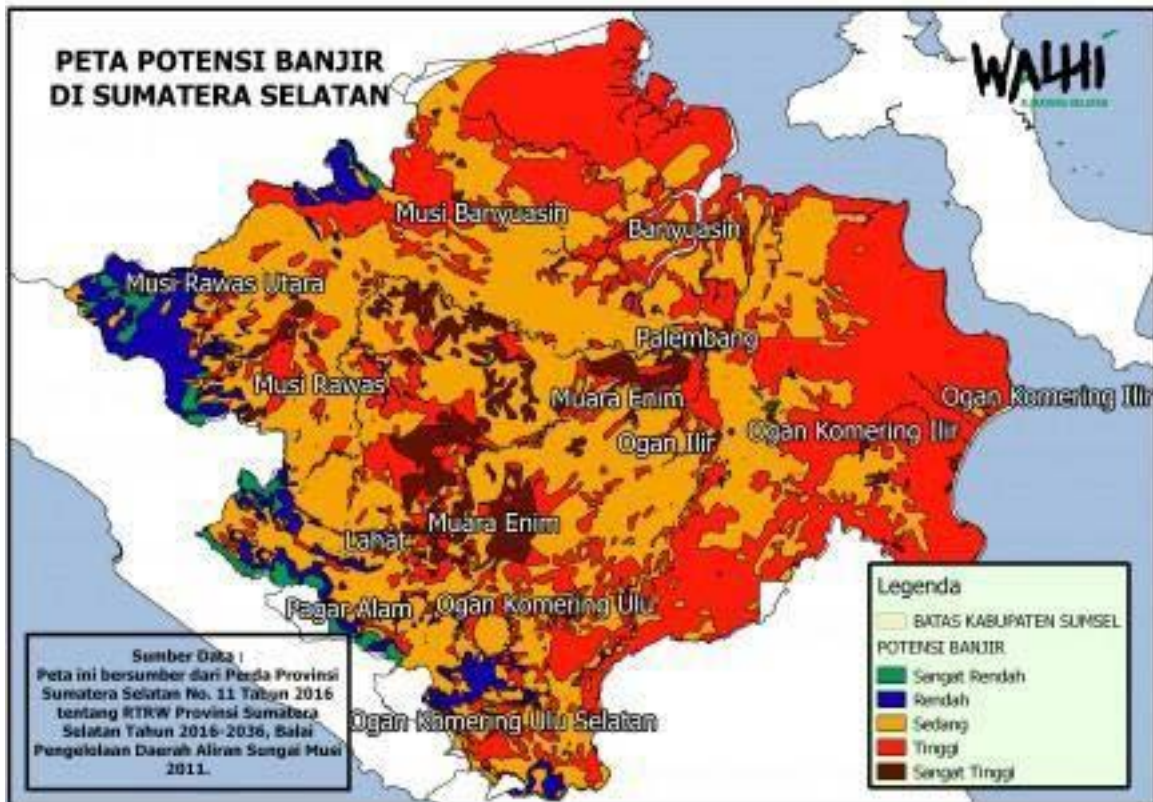 PETA POTENSI BANJIR
DI SUMATERA SELATAN
WALHI
SUMATERA SELATAN
Musi Banyuasin
Banyuasin
Musi Rawas Utara
Palembang
Musi Rawas
Muara Enim
Ogan Komering Ilir
Ogan Ilir
Ogan Komering Ilir
Muara Enim
Lahat
Pagar Alam
Ogan Komering Ulu
Ogan Komering Ulu Selatan
Sumber Data :
Peta ini bersumber dari Perda Provinsi
Sumatera Selatan No. 11 Tahun 2016
tentang RTRW Provinsi Sumatera
Selatan Tahun 2016-2036, Balai
Pengelolaan Daerah Aliran Sungai Musi
2011.
Legenda
BATAS KABUPATEN SUMSEL
POTENSI BANJIR
Sangat Rendah
Rendah
Sedang
Tinggi
Sangat Tinggi